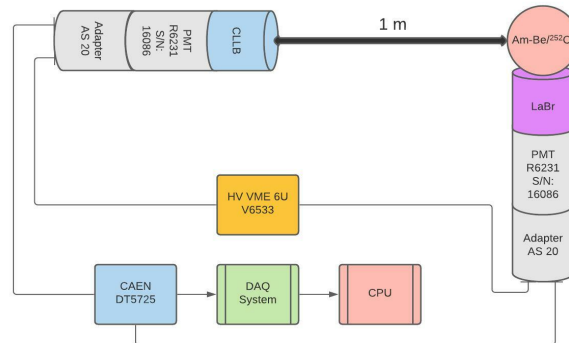 Adapter
AS 20
PMT
R6231
S/N:
16086
CLLB
1 m
Am-Be/²⁵²C
LaBr
PMT
R6231
S/N:
16086
Adapter
AS 20
HV VME 6U
V6533
CAEN
DT5725
DAQ
System
CPU